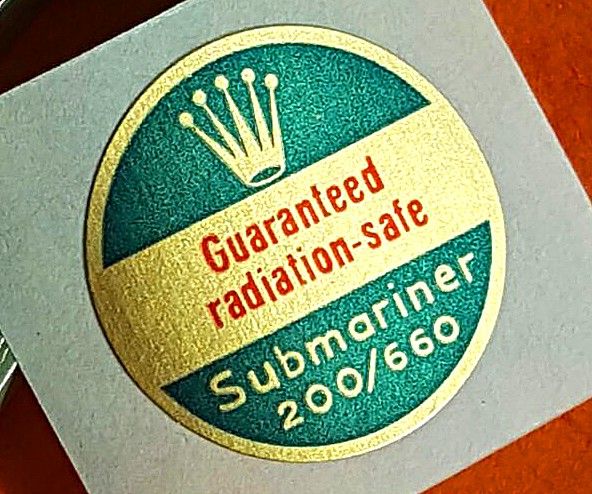 Guaranteed
radiation-safe
Submariner
200/660